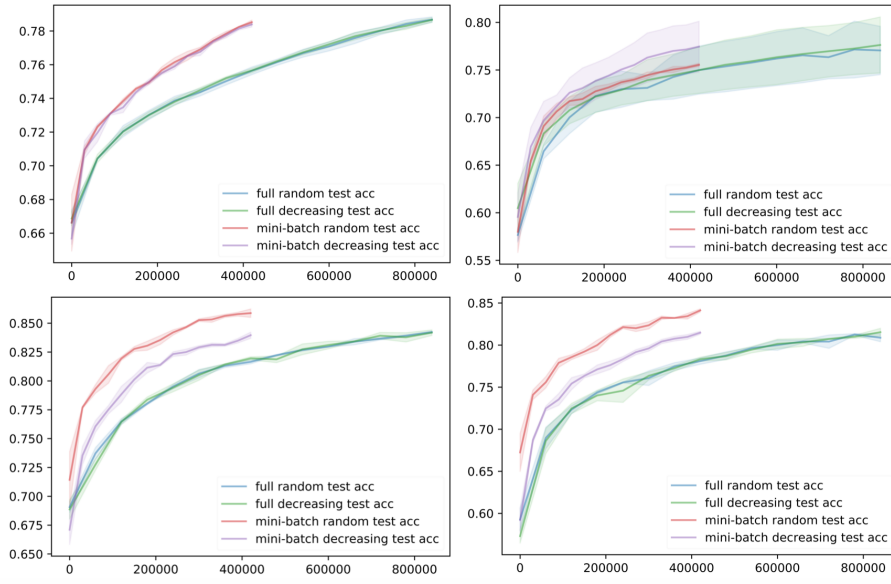 0.78
0.76
0.74
0.72
0.70
0.68
0.66
full random test acc
full decreasing test acc
mini-batch random test acc
mini-batch decreasing test acc
0 200000 400000 600000 800000
0.80
0.75
0.70
0.65
0.60
0.55
full random test acc
full decreasing test acc
mini-batch random test acc
mini-batch decreasing test acc
0 200000 400000 600000 800000
0.850
0.825
0.800
0.775
0.750
0.725
0.700
0.675
0.650
full random test acc
full decreasing test acc
mini-batch random test acc
mini-batch decreasing test acc
0 200000 400000 600000 800000
0.85
0.80
0.75
0.70
0.65
0.60
full random test acc
full decreasing test acc
mini-batch random test acc
mini-batch decreasing test acc
0 200000 400000 600000 800000